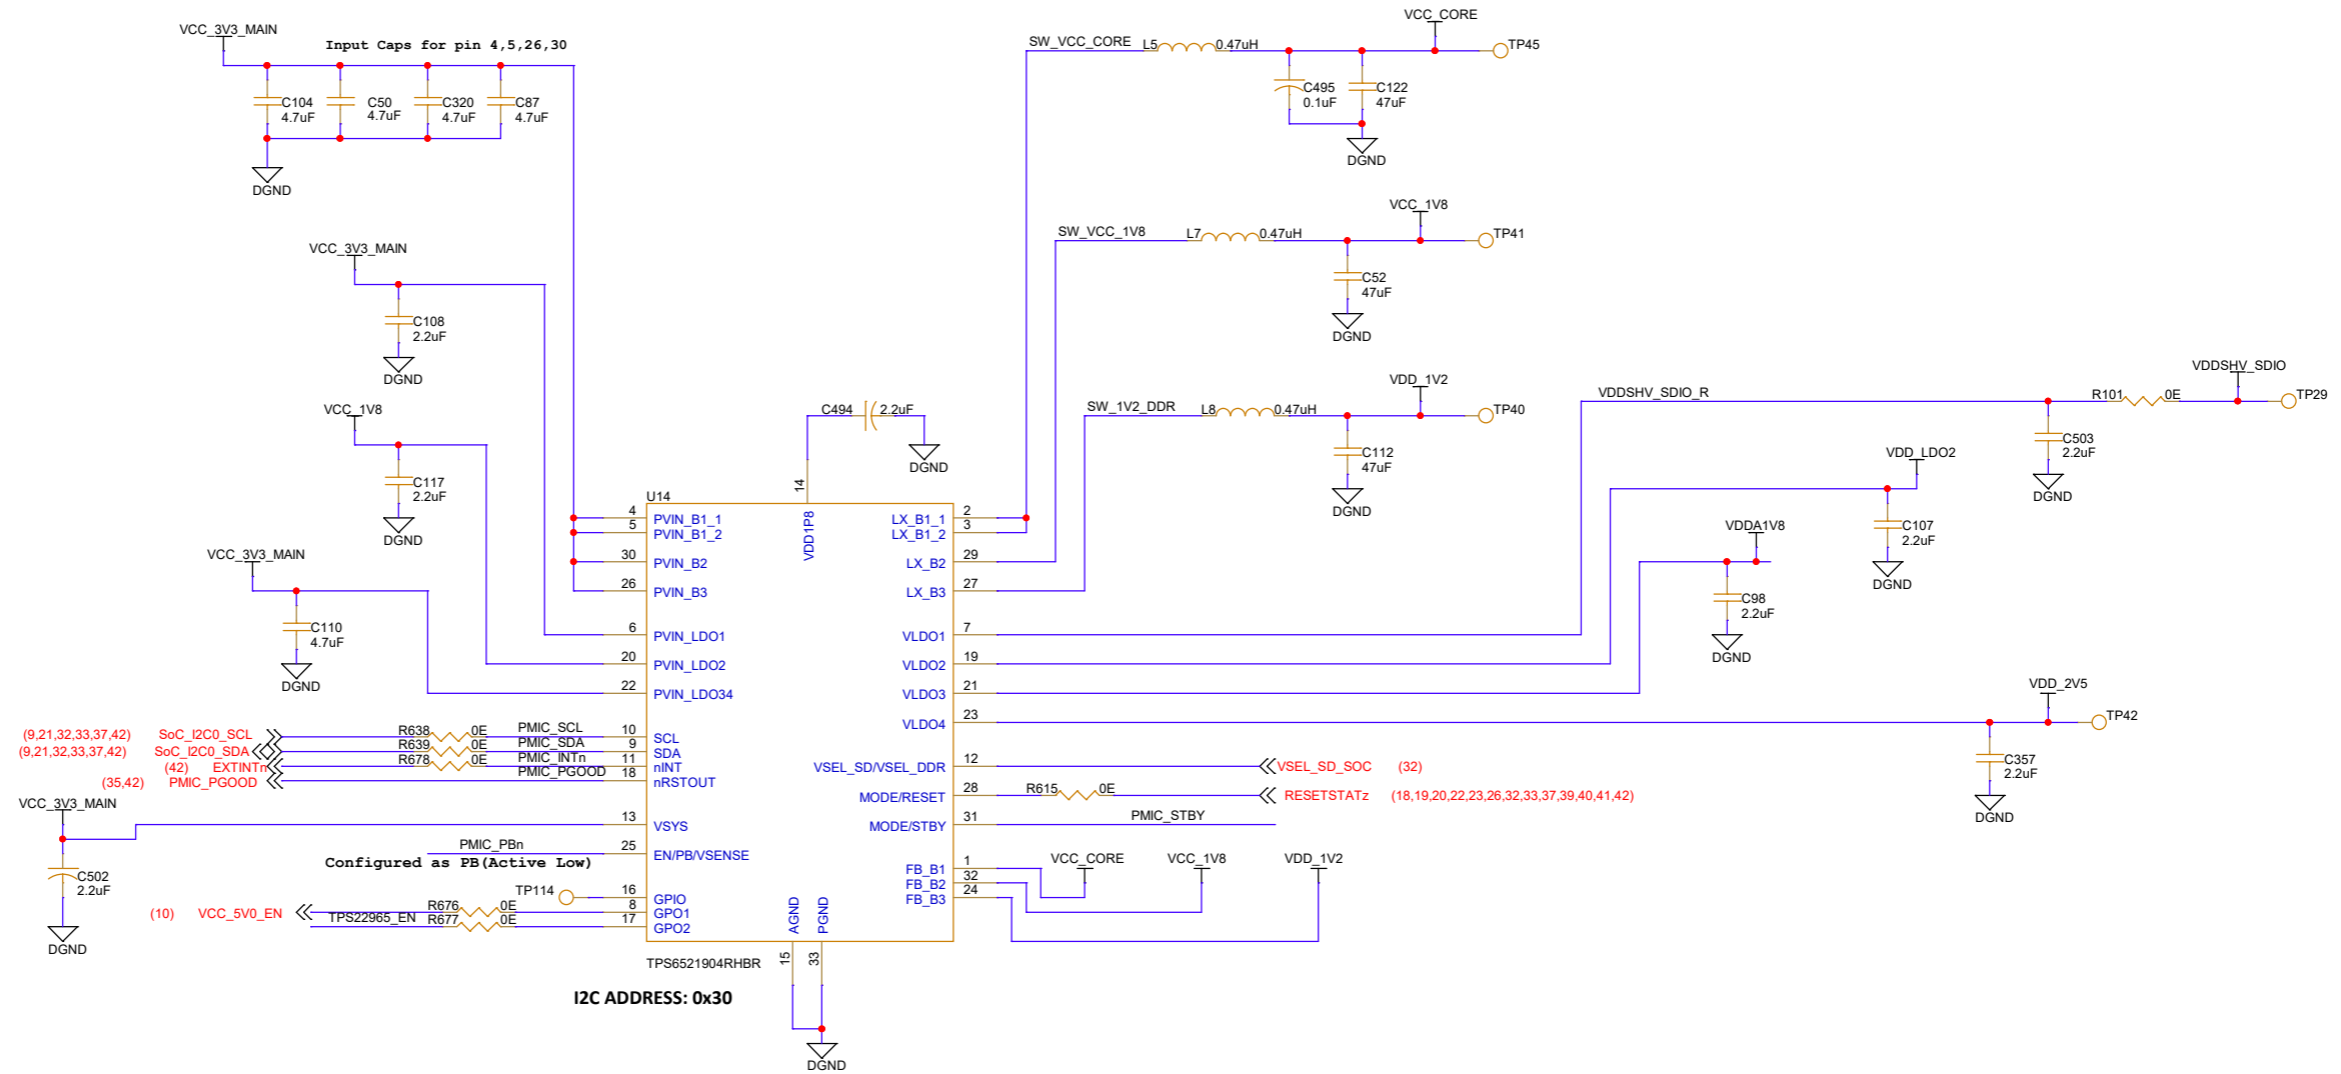 VCC_3V3_MAIN
Input Caps for pin 4,5,26,30
C104
4.7uF
C50
4.7uF
C320
4.7uF
C87
4.7uF
DGND
VCC_CORE
SW_VCC_CORE
L5
0.47uH
TP45
C495
0.1uF
C122
47uF
DGND
VCC_1V8
SW_VCC_1V8
L7
0.47uH
TP41
C52
47uF
DGND
VCC_3V3_MAIN
C108
2.2uF
DGND
VDD_1V2
SW_1V2_DDR
L8
0.47uH
TP40
C112
47uF
DGND
VDDSHV_SDIO
VDDSHV_SDIO_R
R101
0E
TP29
C503
2.2uF
DGND
VCC_1V8
C117
2.2uF
DGND
C494
2.2uF
DGND
VDD_LDO2
C107
2.2uF
DGND
VDDA1V8
C98
2.2uF
DGND
VCC_3V3_MAIN
C110
4.7uF
DGND
VDD_2V5
TP42
C357
2.2uF
DGND
U14
14
VDD1P8
4 PVIN_B1_1
5 PVIN_B1_2
30 PVIN_B2
26 PVIN_B3
6 PVIN_LDO1
20 PVIN_LDO2
22 PVIN_LDO34
(9,21,32,33,37,42) SoC_I2C0_SCL R638 0E PMIC_SCL 10 SCL
(9,21,32,33,37,42) SoC_I2C0_SDA R639 0E PMIC_SDA 9 SDA
(42) EXTINTn R678 0E PMIC_INTn 11 nINT
(35,42) PMIC_PGOOD PMIC_PGOOD 18 nRSTOUT
VCC_3V3_MAIN
13 VSYS
C502
2.2uF
DGND
PMIC_PBn 25 EN/PB/VSENSE
Configured as PB(Active Low)
TP114 16 GPIO
(10) VCC_5V0_EN R676 0E 8 GPO1
TPS22965_EN R677 0E 17 GPO2
LX_B1_1 2
LX_B1_2 3
LX_B2 29
LX_B3 27
VLDO1 7
VLDO2 19
VLDO3 21
VLDO4 23
VSEL_SD/VSEL_DDR 12 VSEL_SD_SOC (32)
MODE/RESET 28 R615 0E RESETSTATz (18,19,20,22,23,26,32,33,37,39,40,41,42)
MODE/STBY 31 PMIC_STBY
FB_B1 1 VCC_CORE
FB_B2 32 VCC_1V8
FB_B3 24 VDD_1V2
AGND
PGND
15
33
TPS6521904RHBR
I2C ADDRESS: 0x30
DGND